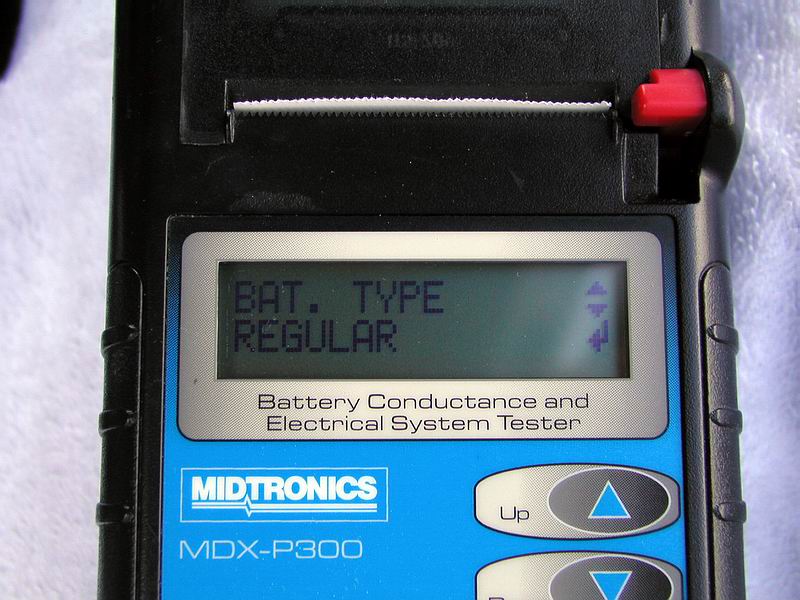 BAT. TYPE
REGULAR
Battery Conductance and
Electrical System Tester
MIDTRONICS
MDX-P300
Up